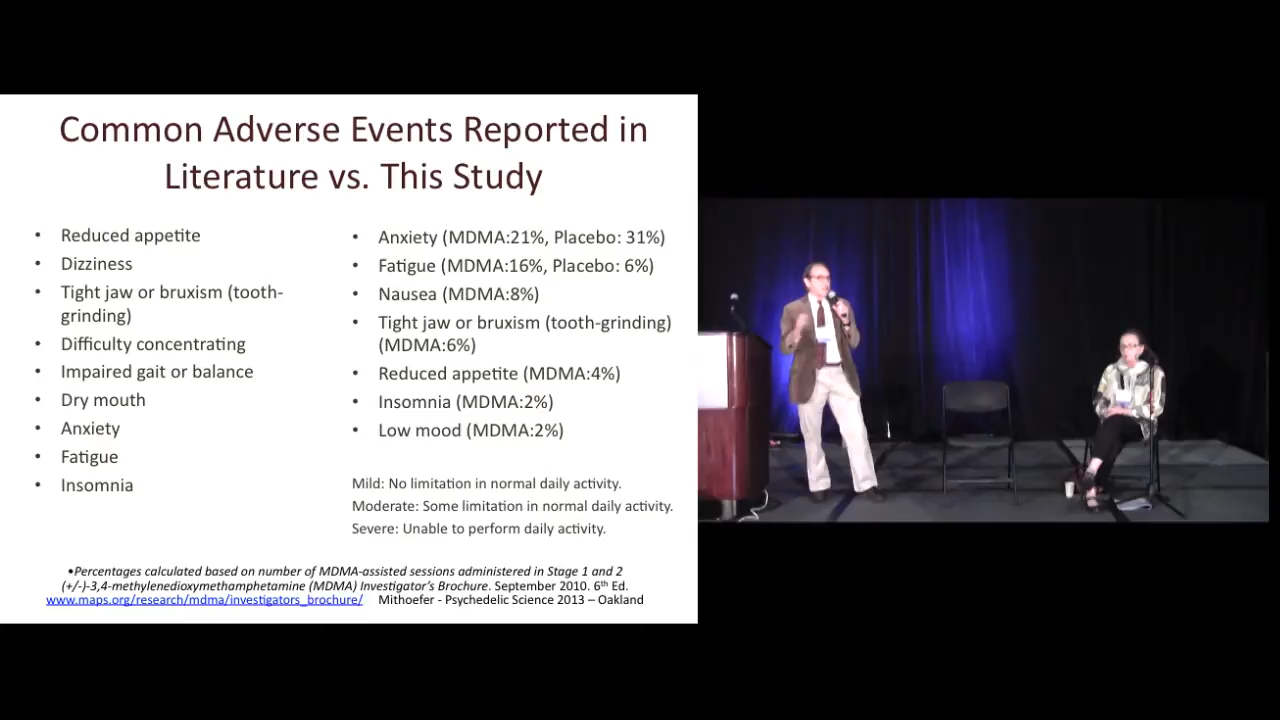 Common Adverse Events Reported in
Literature vs. This Study
• Reduced appetite
• Dizziness
• Tight jaw or bruxism (tooth-
grinding)
• Difficulty concentrating
• Impaired gait or balance
• Dry mouth
• Anxiety
• Fatigue
• Insomnia
• Anxiety (MDMA:21%, Placebo: 31%)
• Fatigue (MDMA:16%, Placebo: 6%)
• Nausea (MDMA:8%)
• Tight jaw or bruxism (tooth-grinding)
(MDMA:6%)
• Reduced appetite (MDMA:4%)
• Insomnia (MDMA:2%)
• Low mood (MDMA:2%)
Mild: No limitation in normal daily activity.
Moderate: Some limitation in normal daily activity.
Severe: Unable to perform daily activity.
•Percentages calculated based on number of MDMA-assisted sessions administered in Stage 1 and 2
(+/-)-3,4-methylenedioxymethamphetamine (MDMA) Investigator's Brochure. September 2010. 6th Ed.
www.maps.org/research/mdma/investigators_brochure/ Mithoefer - Psychedelic Science 2013 – Oakland